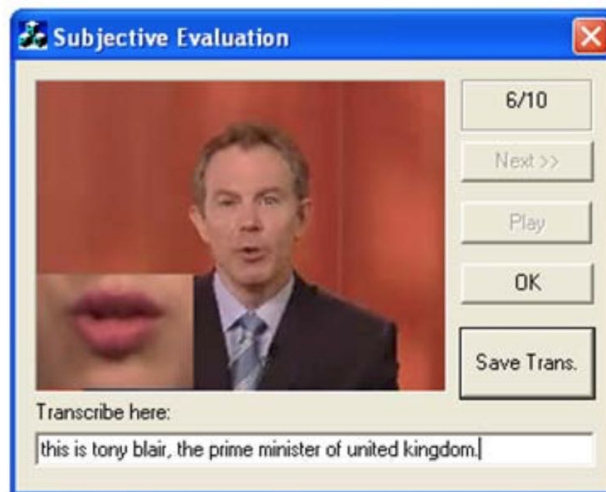 Subjective Evaluation
6/10
Next >>
Play
OK
Save Trans.
Transcribe here:
this is tony blair, the prime minister of united kingdom.